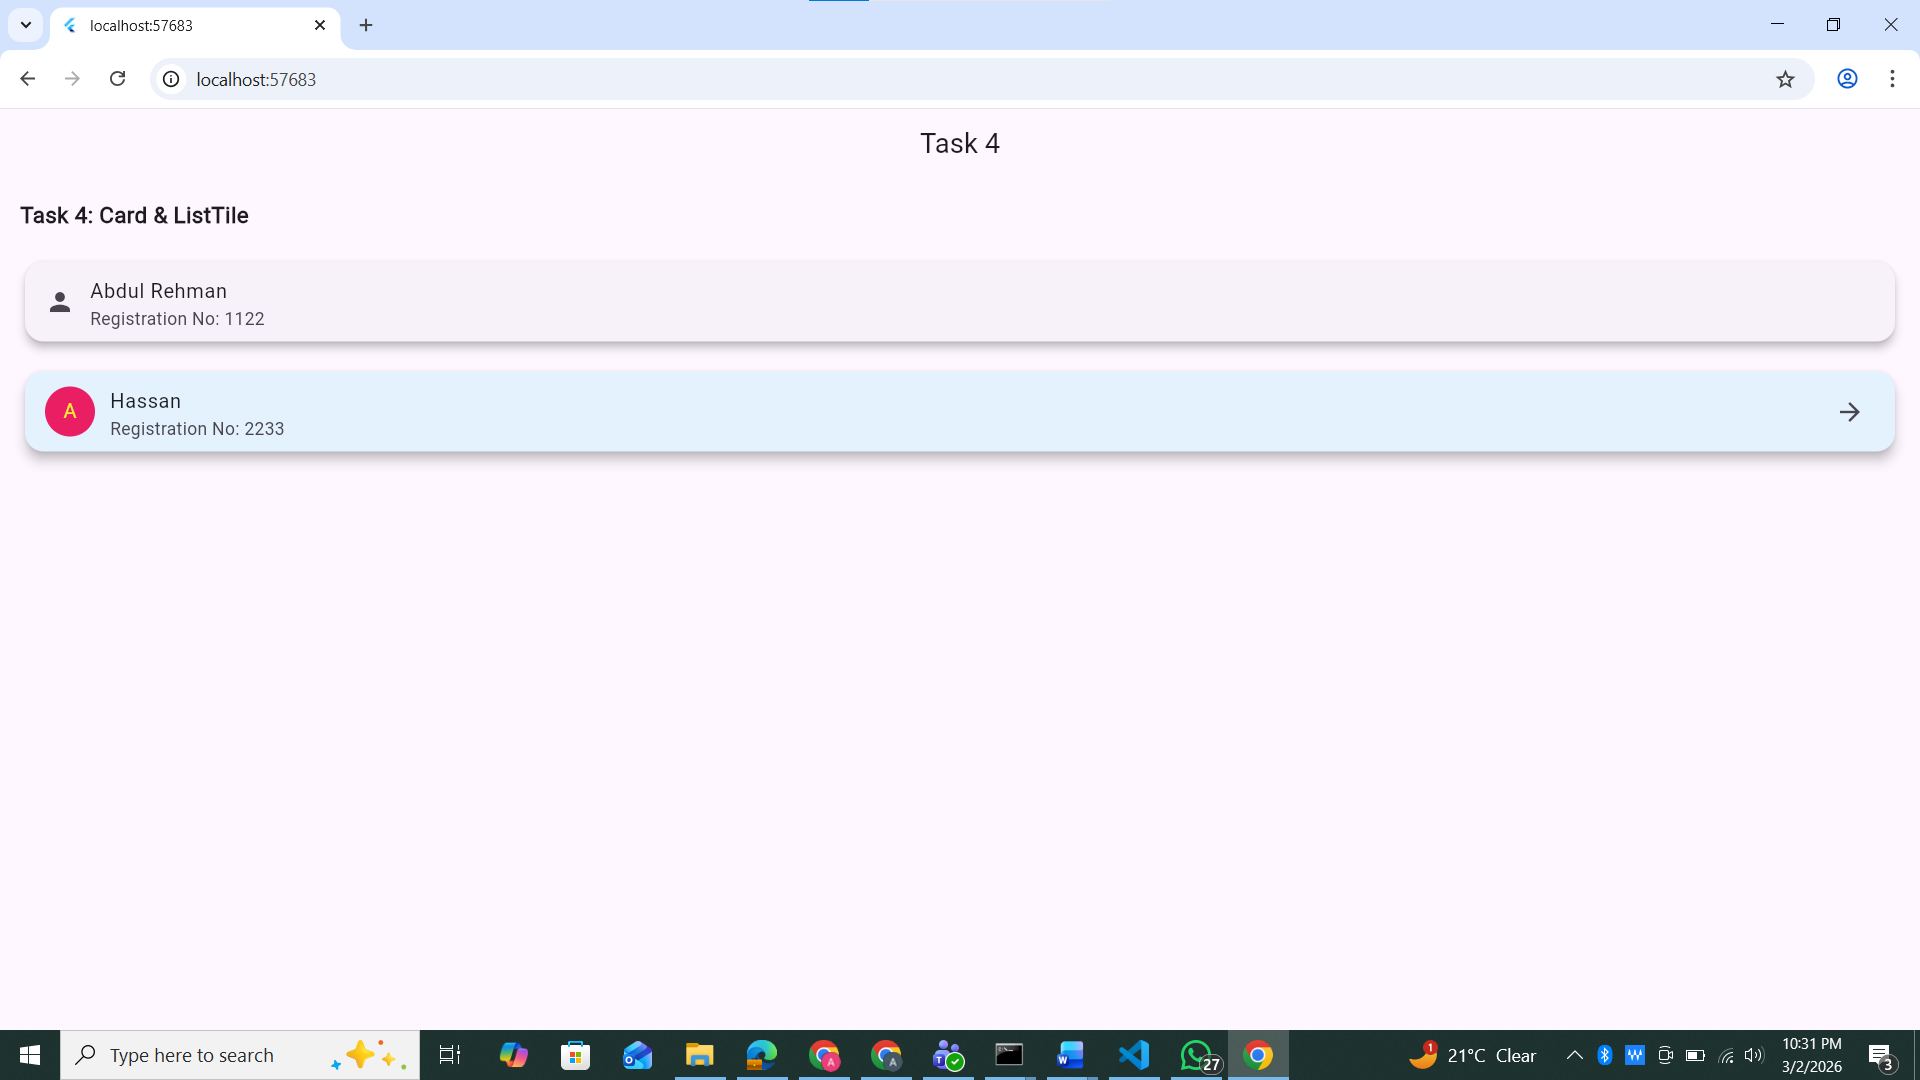 localhost:57683
localhost:57683
Task 4
Task 4: Card & ListTile
Abdul Rehman
Registration No: 1122
A
Hassan
Registration No: 2233
Type here to search
O
A
A
T
W
27
1
21°C Clear
W
10:31 PM
3/2/2026
3